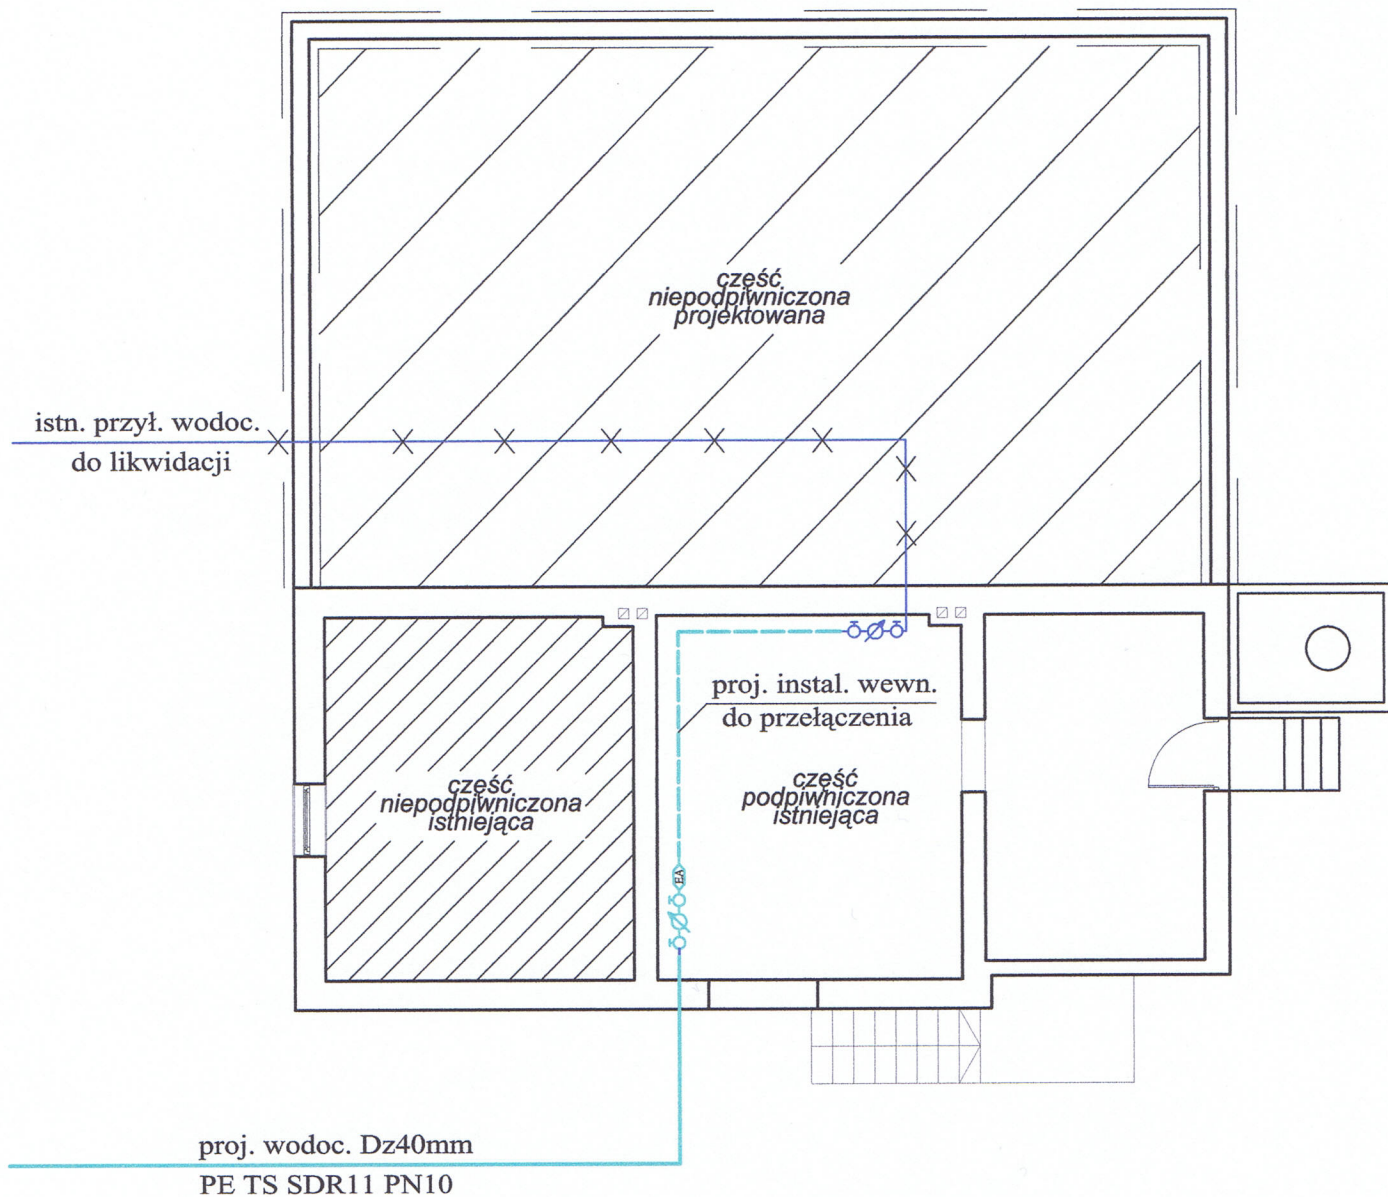 część
niepodpiwniczona
projektowana
istn. przył. wodoc.
do likwidacji
proj. instal. wewn.
do przełączenia
część
niepodpiwniczona
istniejąca
część
podpiwniczona
istniejąca
EA
proj. wodoc. Dz40mm
PE TS SDR11 PN10